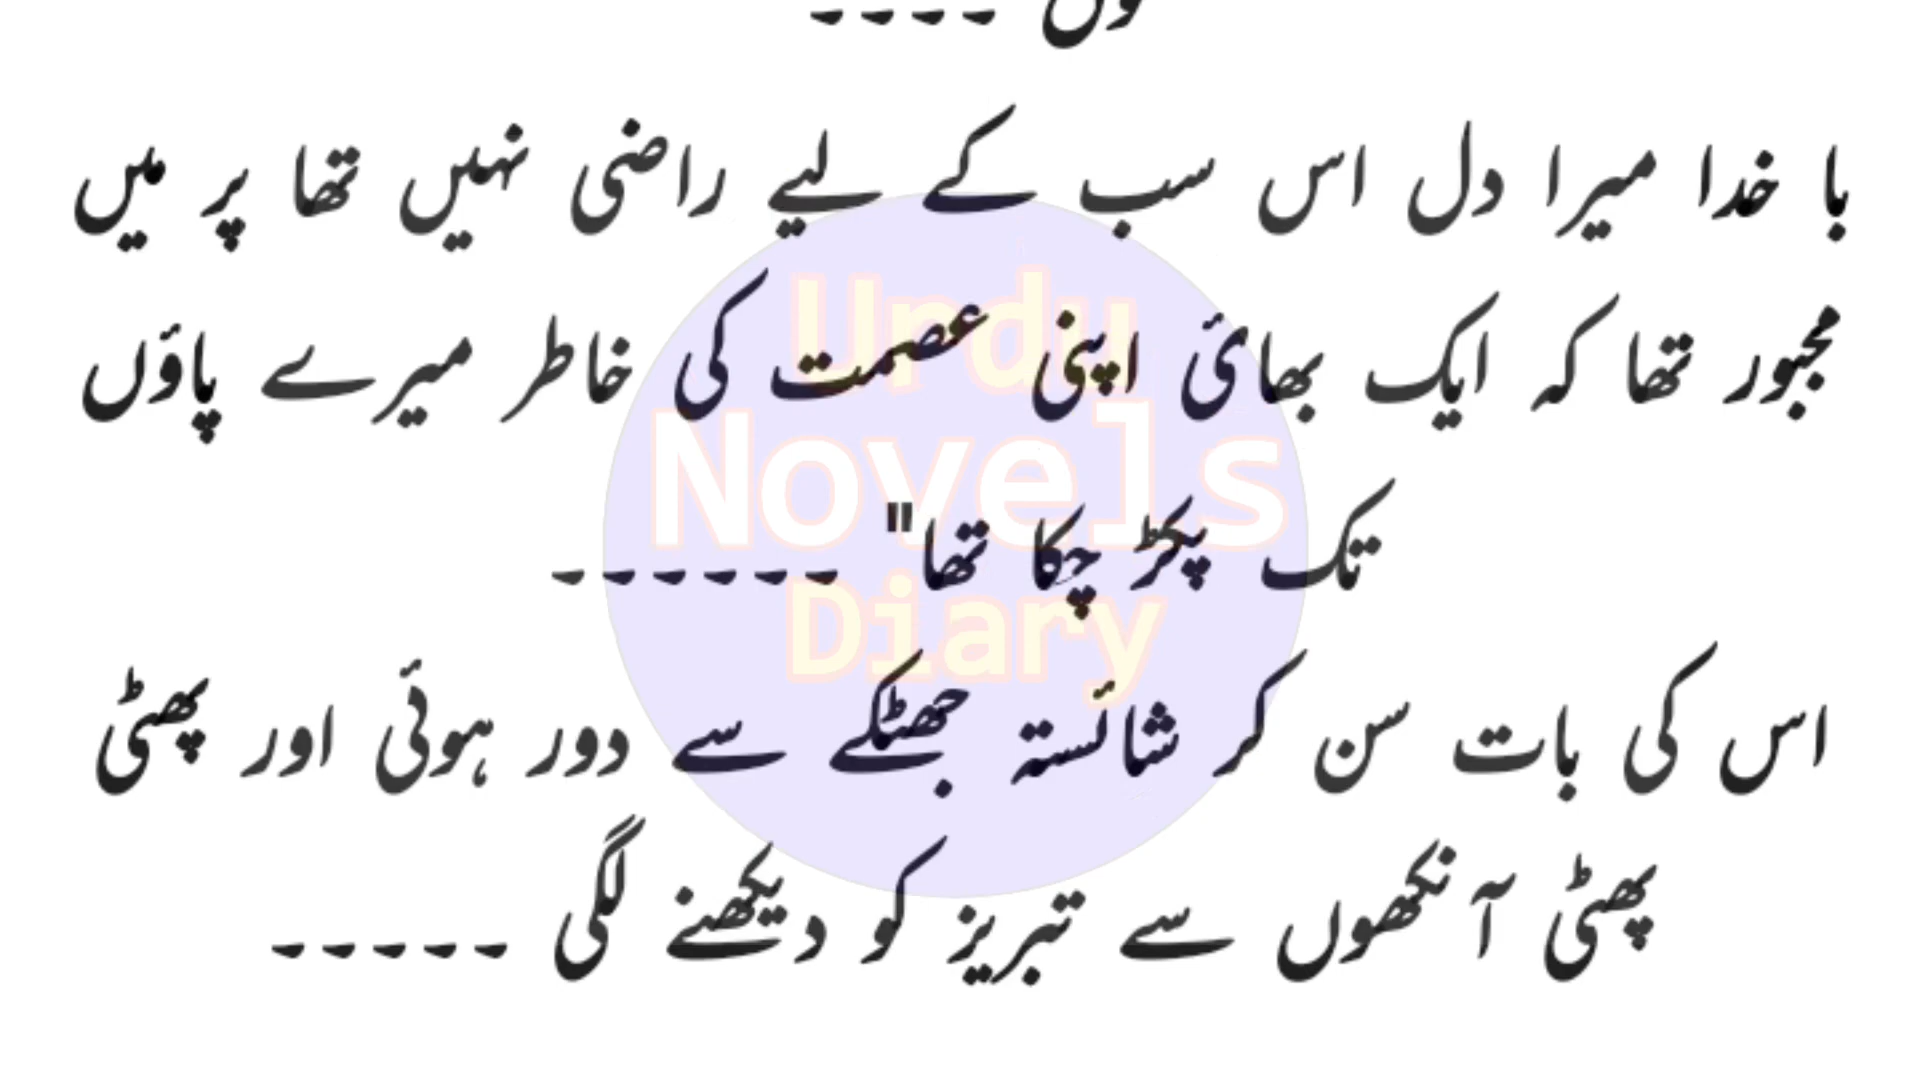 با خدا میرا دل اس سب کے لیے راضی نہیں تھا پر میں
مجبور تھا کہ ایک بھائ اپنی عصمت کی خاطر میرے پاؤں
تک پکڑ چکا تھا" -------
اس کی بات سن کر شائستہ جھٹکے سے دور ہوئی اور پھٹی
پھٹی آنکھوں سے تبریز کو دیکھنے لگی -----
Urdu
Novels
Diary